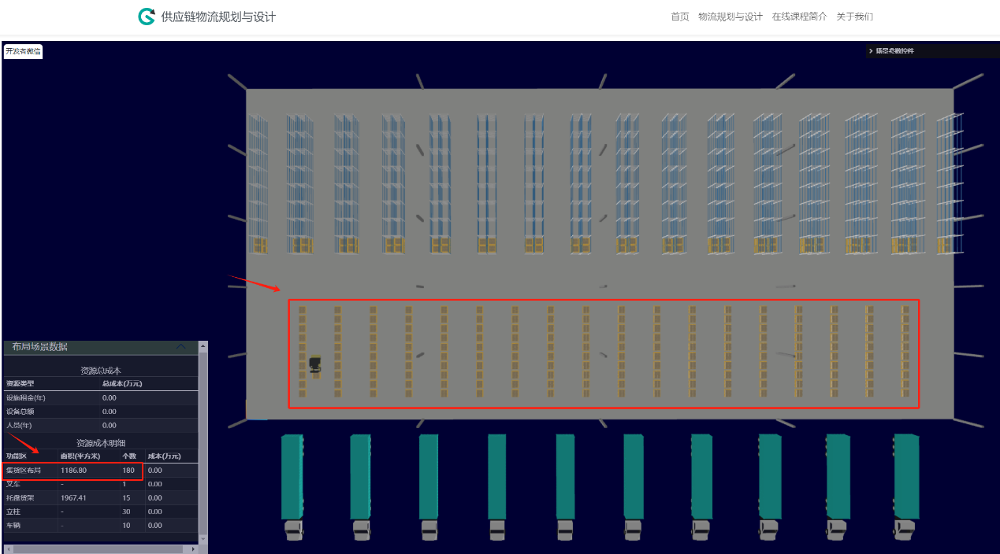 供应链物流规划与设计
首页 物流规划与设计 在线课程简介 关于我们
开发者微信
场景参数控件
布局场景数据
资源总成本
资源类型 总成本(万元)
设施租金(年) 0.00
设备总额 0.00
人员(年) 0.00
资源成本明细
功能区 面积(平方米) 个数 成本(万元)
集货区布局 1186.80 180 0.00
叉车 - 1 0.00
托盘货架 1967.41 15 0.00
立柱 - 30 0.00
车辆 - 10 0.00